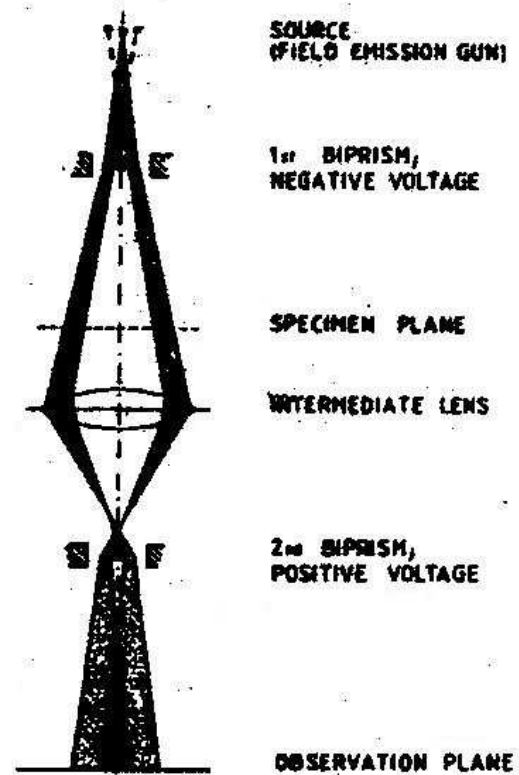 SOURCE
(FIELD EMISSION GUN)
1ST BIPRISM,
NEGATIVE VOLTAGE
SPECIMEN PLANE
INTERMEDIATE LENS
2ND BIPRISM,
POSITIVE VOLTAGE
OBSERVATION PLANE